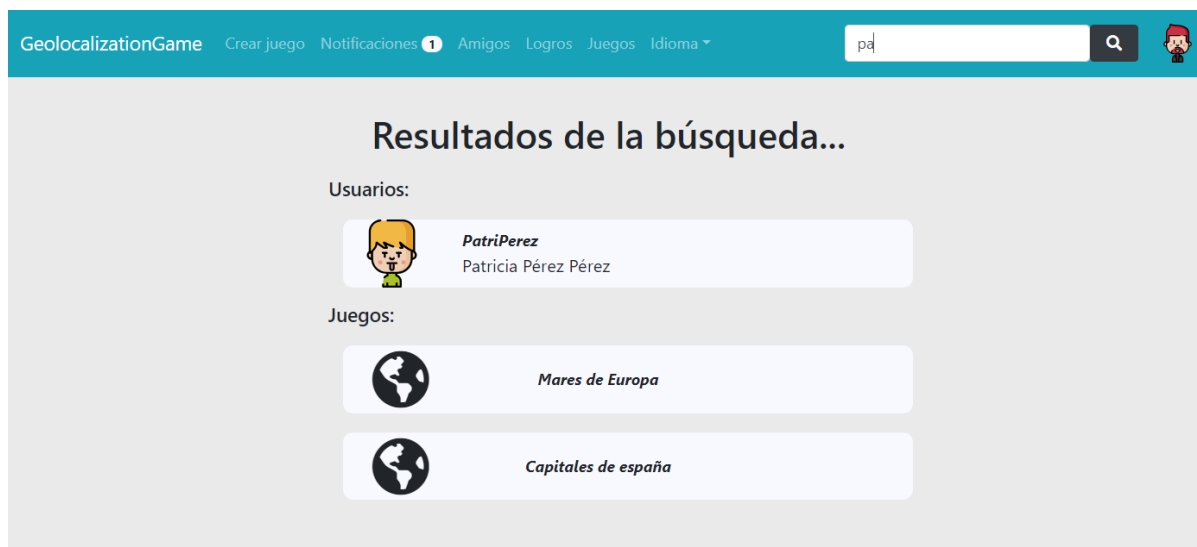 GeolocalizationGame Crear juego Notificaciones 1 Amigos Logros Juegos Idioma pa
Resultados de la búsqueda...
Usuarios:
PatriPerez
Patricia Pérez Pérez
Juegos:
Mares de Europa
Capitales de españa